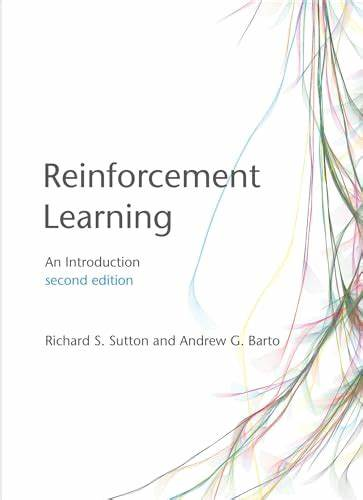 Reinforcement
Learning
An Introduction
second edition
Richard S. Sutton and Andrew G. Barto